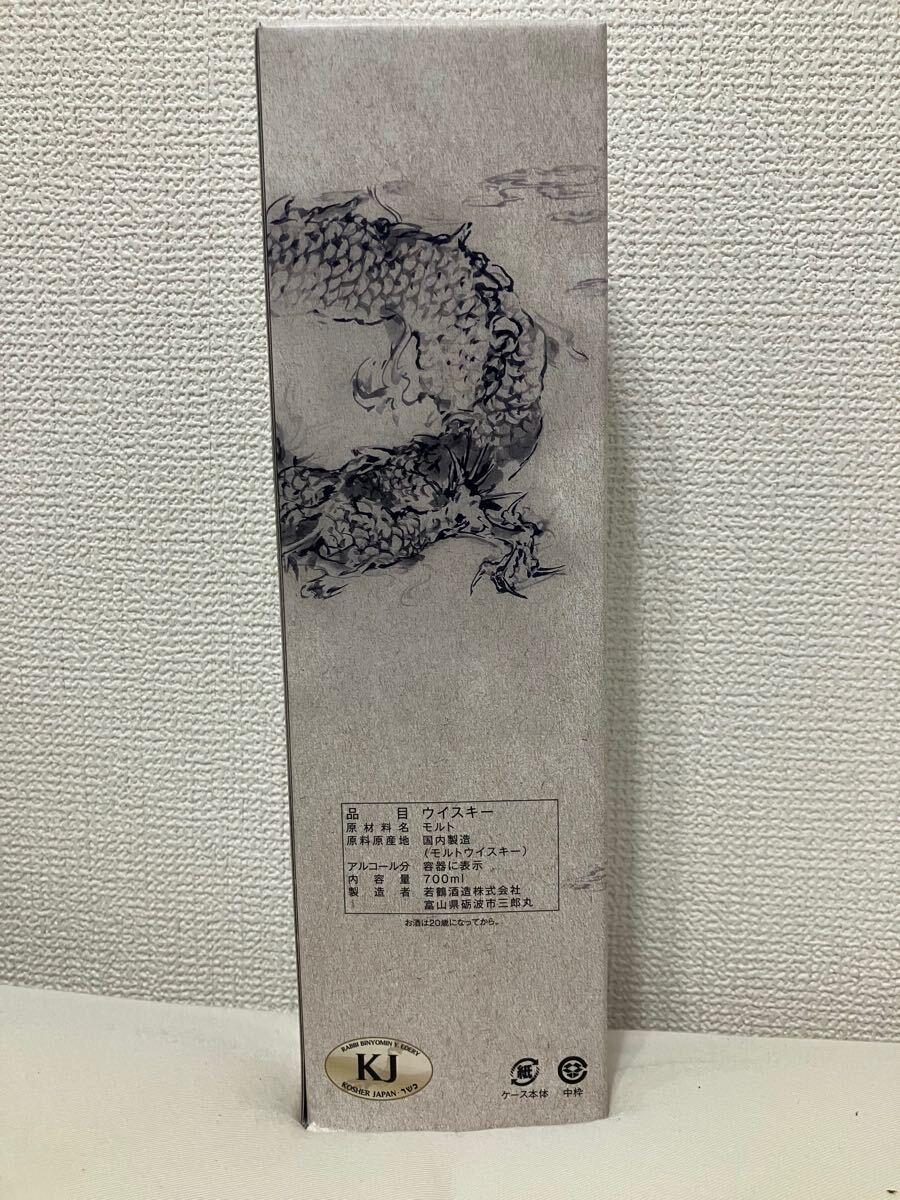 品目 ウイスキー
原材料名 モルト
原料原産地 国内製造
(モルトウイスキー)
アルコール分 容器に表示
内容量 700ml
製造者 若鶴酒造株式会社
富山県砺波市三郎丸
お酒は20歳になってから。
RABBI BINYOMIN Y. EDERY
KJ
KOSHER JAPAN - כשר
紙
ケース本体 中枠